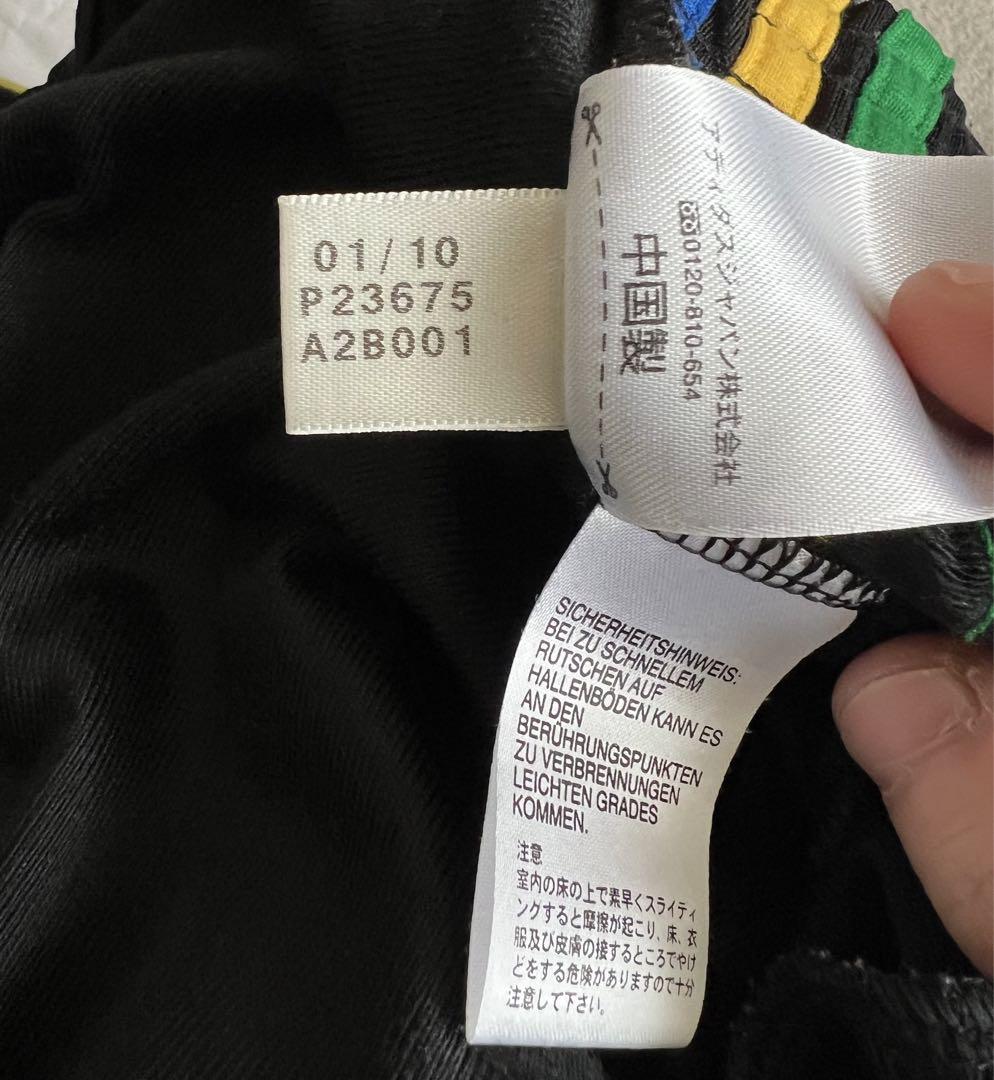 01/10
P23675
A2B001
アディダスジャパン株式会社
0120-810-654
中国製
SICHERHEITSHINWEIS:
BEI ZU SCHNELLEM
RUTSCHEN AUF
HALLENBÖDEN KANN ES
AN DEN
BERÜHRUNGSPUNKTEN
ZU VERBRENNUNGEN
LEICHTEN GRADES
KOMMEN.
注意
室内の床の上で素早くスライディ
ングすると摩擦が起こり、床、衣
服及び皮膚の接するところでやけ
どをする危険がありますので十分
注意して下さい。